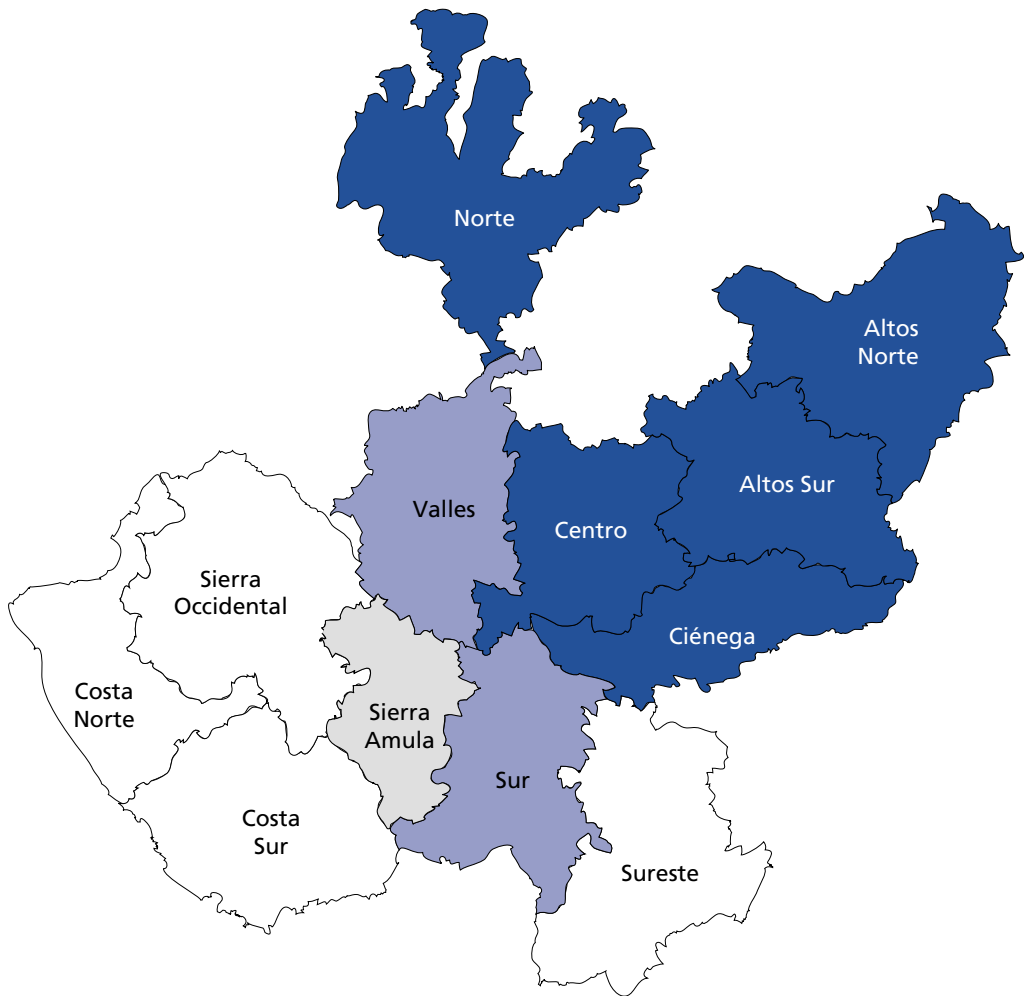 Norte
Altos
Norte
Altos Sur
Valles
Centro
Sierra
Occidental
Ciénega
Costa
Norte
Sierra
Amula
Sur
Costa
Sur
Sureste